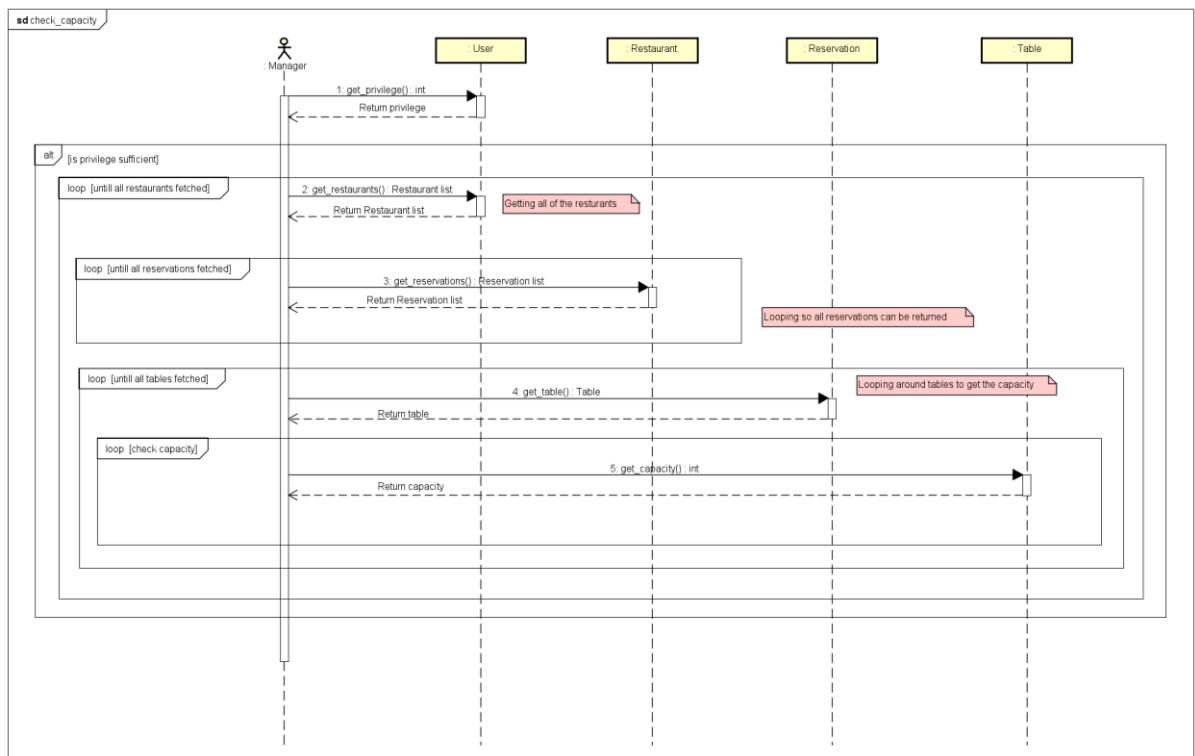 sd check_capacity
: Manager
: User
: Restaurant
: Reservation
: Table
1: get_privilege() : int
Return privilege
alt
[is privilege sufficient]
loop [untill all restaurants fetched]
2: get_restaurants() : Restaurant list
Getting all of the resturants
Return Restaurant list
loop [untill all reservations fetched]
3: get_reservations() : Reservation list
Return Reservation list
Looping so all reservations can be returned
loop [untill all tables fetched]
Looping around tables to get the capacity
4: get_table() : Table
Return table
loop [check capacity]
5: get_capacity() : int
Return capacity